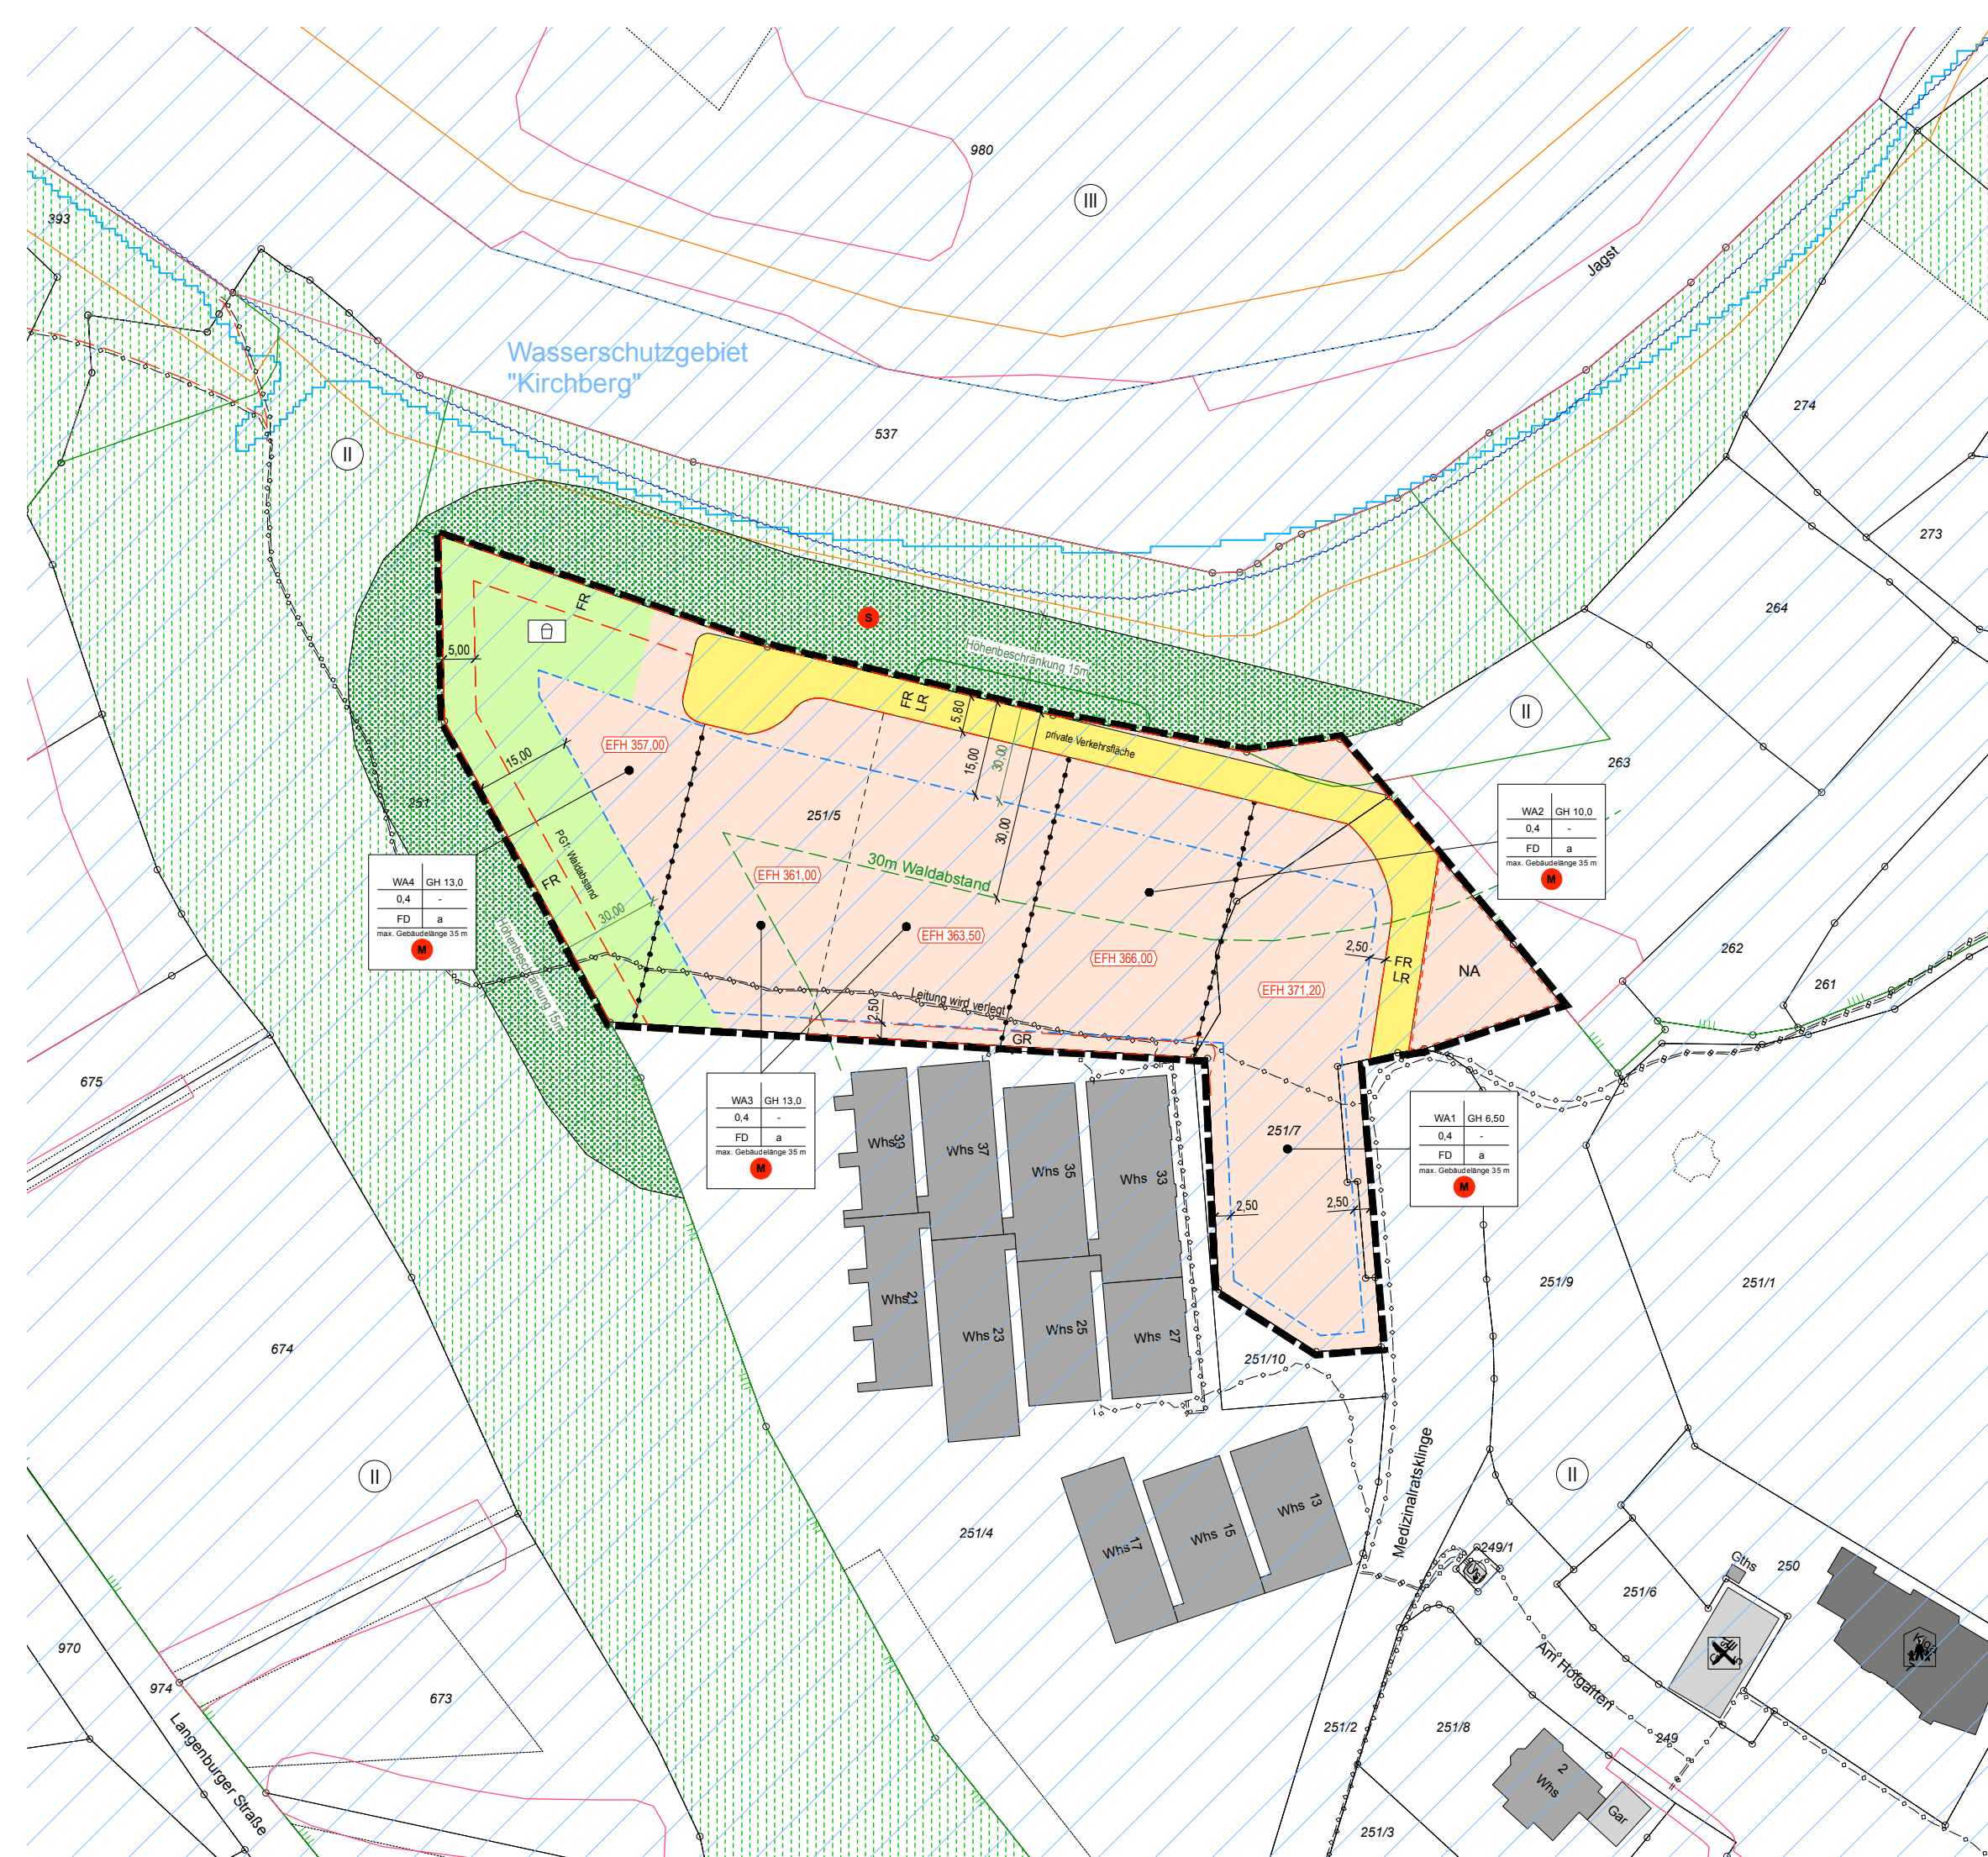 980
III
393
Jagst
Wasserschutzgebiet
"Kirchberg"
537
II
274
273
264
FR
S
Höhenbeschränkung 15m
5,00
FR
LR
5,80
II
private Verkehrsfläche
EFH 357,00
15,00
15,00
30,00
263
251
251/5
30,00
WA2 GH 10,0
0,4 -
FD a
max. Gebäudelänge 35 m
M
PG1: Waldabstand
30m Waldabstand
EFH 361,00
WA4 GH 13,0
0,4 -
FD a
max. Gebäudelänge 35 m
M
FR
30,00
EFH 363,50
2,50
262
Höhenbeschränkung 15m
EFH 366,00
FR
LR
NA
261
EFH 371,20
Leitung wird verlegt
2,50
GR
675
WA3 GH 13,0
0,4 -
FD a
max. Gebäudelänge 35 m
M
WA1 GH 6,50
0,4 -
FD a
max. Gebäudelänge 35 m
M
251/7
Whs 39
Whs 37
Whs 35
Whs 33
2,50
2,50
251/9
251/1
Whs 21
Whs 23
Whs 25
Whs 27
674
251/10
II
II
Medizinalratsklinge
251/4
Whs 17
Whs 15
Whs 13
249/1
Gths
250
251/6
970
974
673
Langenburger Straße
Am Hofgarten
251/2
251/8
249
2
Whs
Gar
251/3